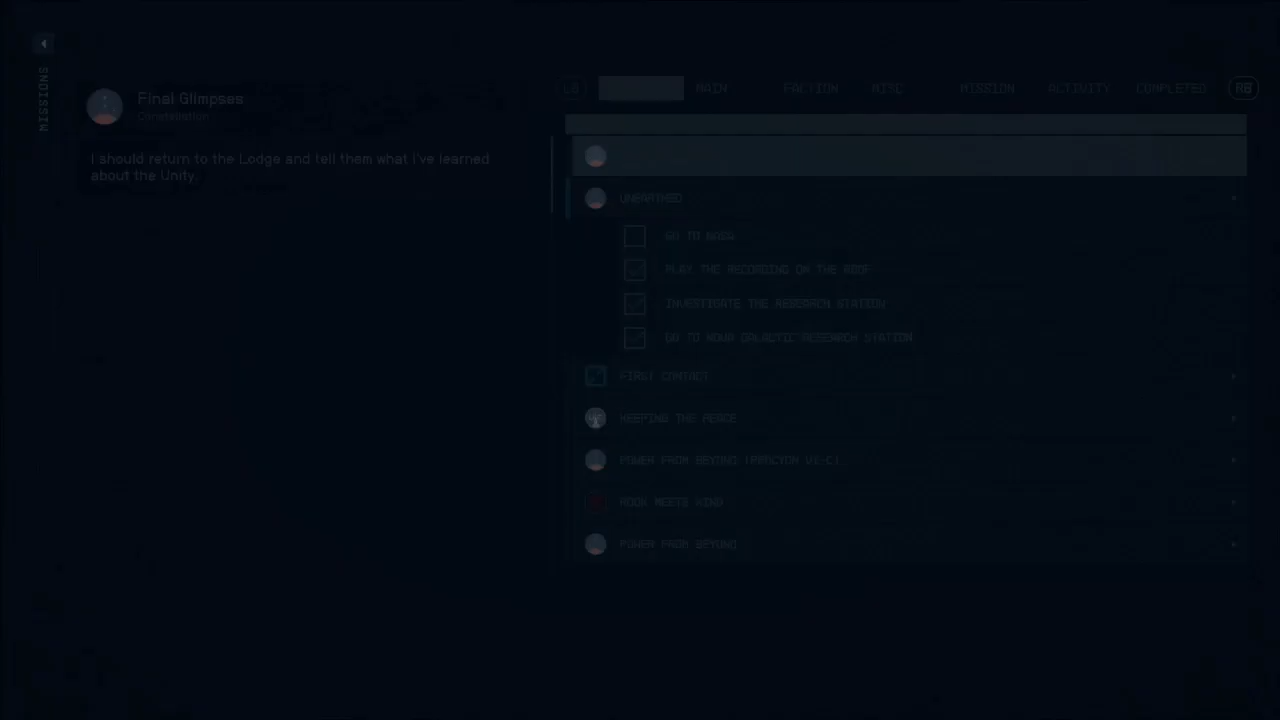 MISSIONS
Final Glimpses
Constellation
I should return to the Lodge and tell them what I've learned
about the Unity.
LB
MAIN
FACTION
MISC
MISSION
ACTIVITY
COMPLETED
RB
UNEARTHED
GO TO NASA
PLAY THE RECORDING ON THE ROOF
INVESTIGATE THE RESEARCH STATION
GO TO NOVA GALACTIC RESEARCH STATION
FIRST CONTACT
KEEPING THE PEACE
POWER FROM BEYOND (PROCYON VI-C)
ROOK MEETS KING
POWER FROM BEYOND